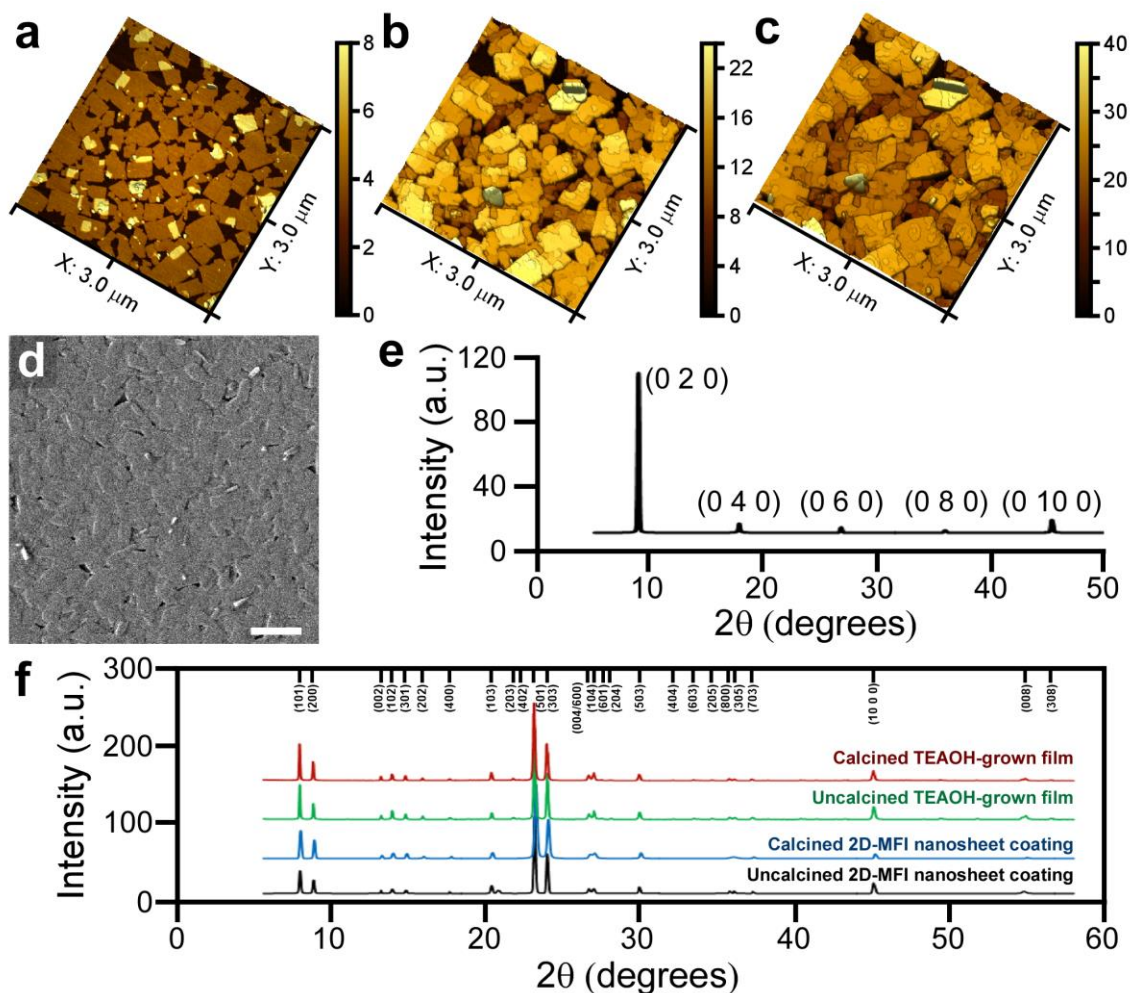 a
8
6
4
2
0
X: 3.0 μm
Y: 3.0 μm
b
22
20
16
12
8
4
0
X: 3.0 μm
Y: 3.0 μm
c
40
30
20
10
0
X: 3.0 μm
Y: 3.0 μm
d
e
120
80
40
0
Intensity (a.u.)
(0 2 0)
(0 4 0)
(0 6 0)
(0 8 0)
(0 10 0)
0
10
20
30
40
50
2θ (degrees)
f
300
200
100
0
Intensity (a.u.)
(101)
(200)
(002)
(102)
(301)
(202)
(400)
(103)
(203)
(402)
(501)
(303)
(004/600)
(104)
(601)
(204)
(503)
(404)
(603)
(205)
(800)
(305)
(703)
(10 0 0)
(008)
(308)
Calcined TEAOH-grown film
Uncalcined TEAOH-grown film
Calcined 2D-MFI nanosheet coating
Uncalcined 2D-MFI nanosheet coating
0
10
20
30
40
50
60
2θ (degrees)